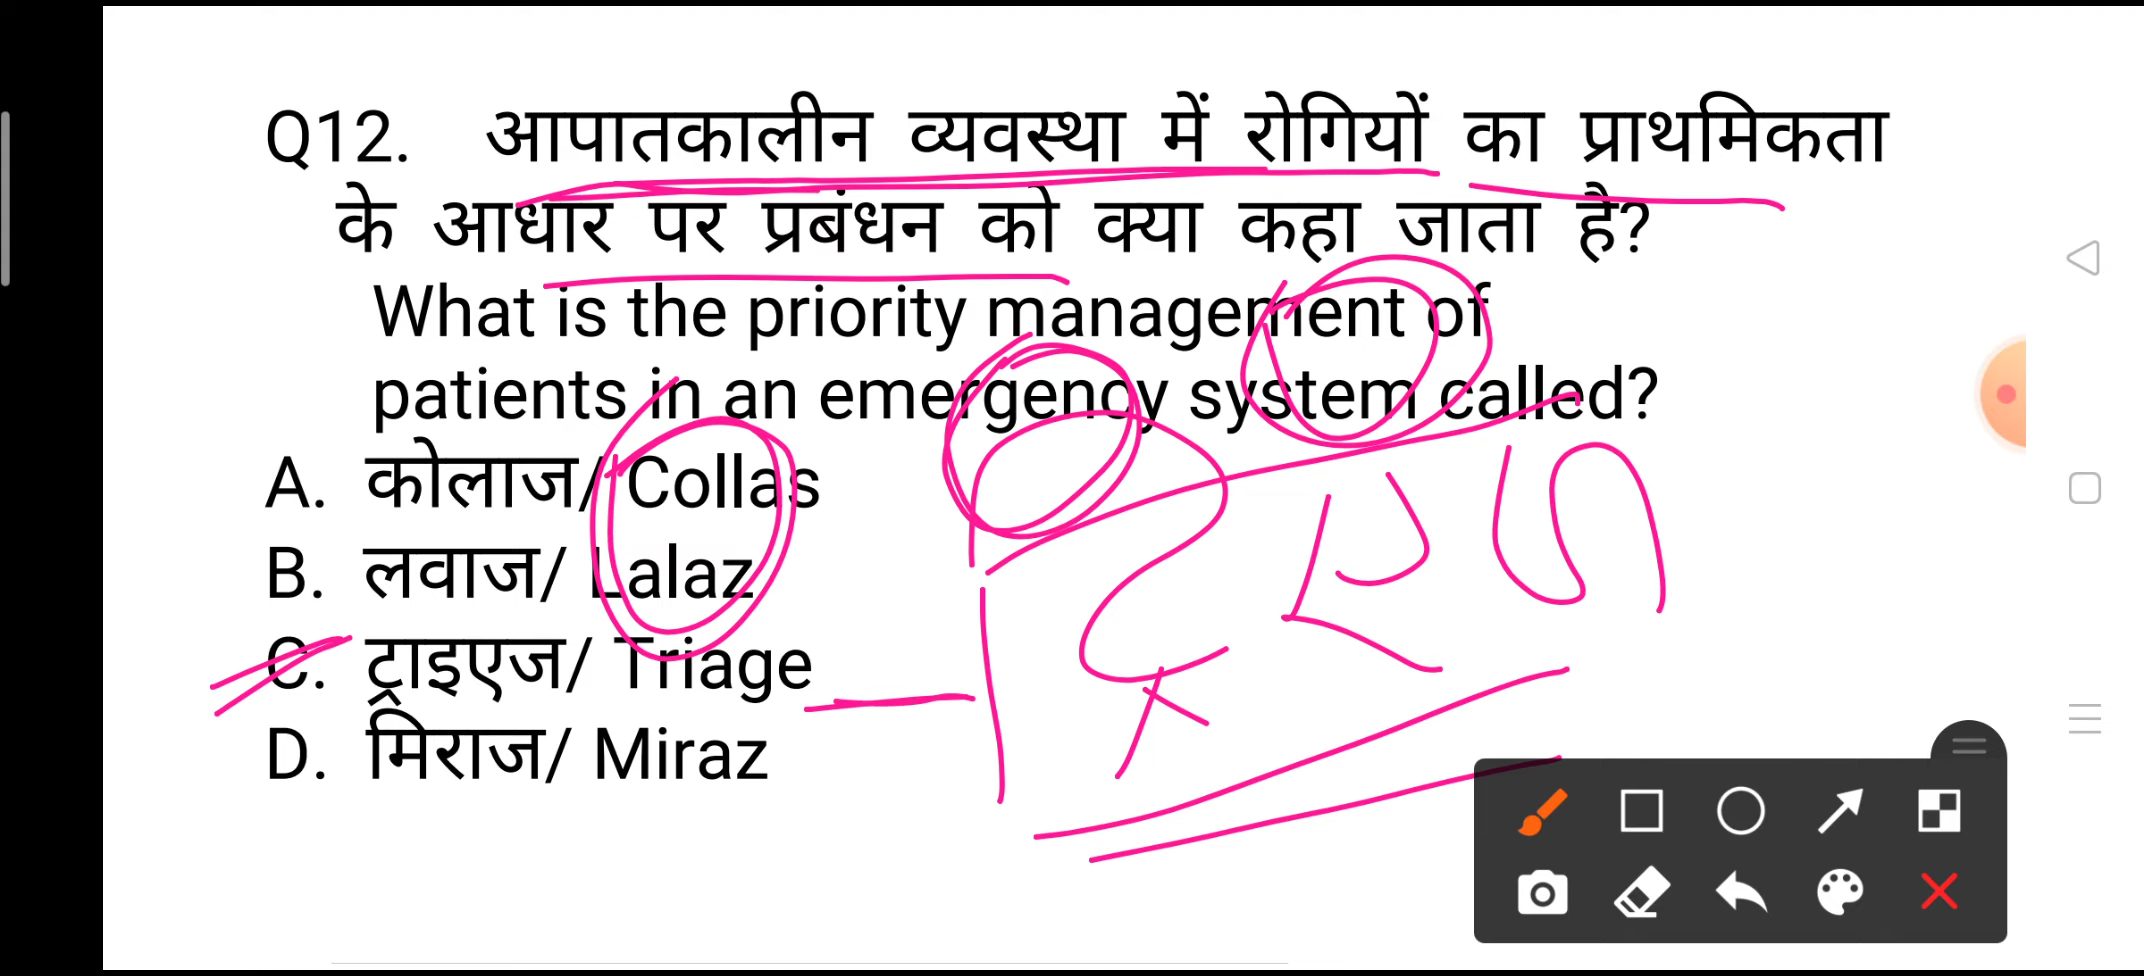 Q12. आपातकालीन व्यवस्था में रोगियों का प्राथमिकता
के आधार पर प्रबंधन को क्या कहा जाता है?
What is the priority management of
patients in an emergency system called?
A. कोलाज/ Collas
B. लवाज/ Lalaz
C. ट्राइएज/ Triage
D. मिराज/ Miraz